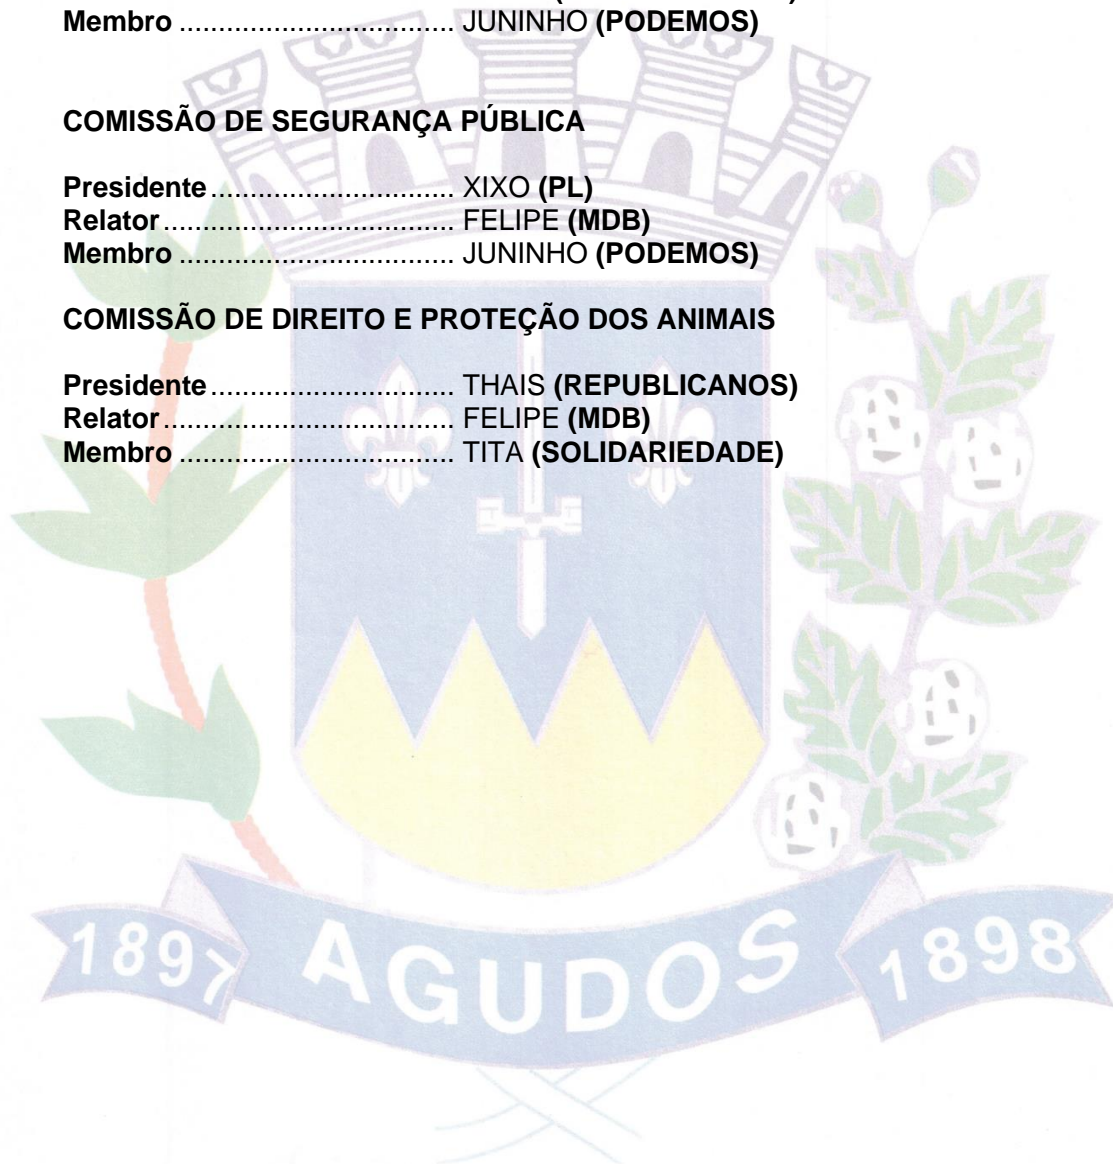 Membro ................................... JUNINHO (PODEMOS)
COMISSÃO DE SEGURANÇA PÚBLICA
Presidente ............................... XIXO (PL)
Relator ..................................... FELIPE (MDB)
Membro ................................... JUNINHO (PODEMOS)
COMISSÃO DE DIREITO E PROTEÇÃO DOS ANIMAIS
Presidente ............................... THAIS (REPUBLICANOS)
Relator ..................................... FELIPE (MDB)
Membro ................................... TITA (SOLIDARIEDADE)
1897 AGUDOS 1898